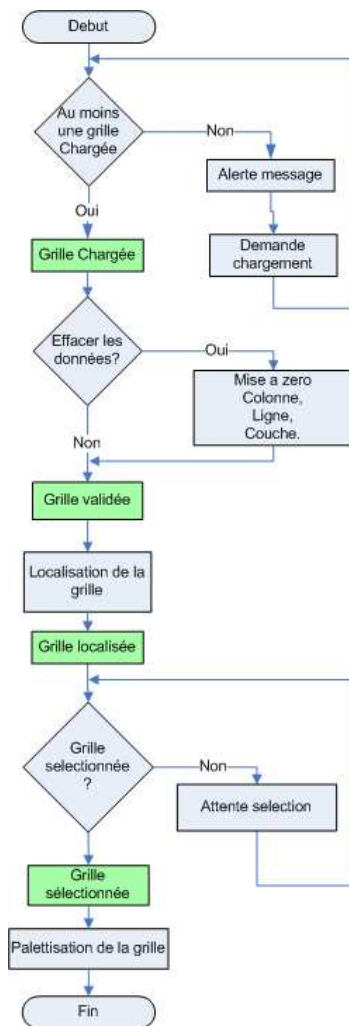 Debut
Au moins
une grille
Chargée
Non
Alerte message
Oui
Grille Chargée
Demande
chargement
Effacer les
données?
Oui
Mise a zero
Colonne,
Ligne,
Couche.
Non
Grille validée
Localisation de la
grille
Grille localisée
Grille
selectionnée
?
Non
Attente selection
Grille
sélectionnée
Palettisation de la grille
Fin